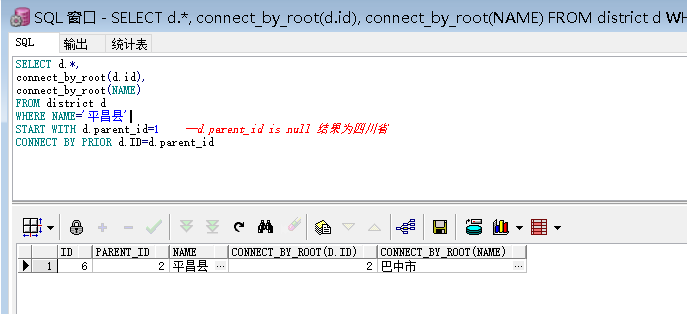 SQL 窗口 - SELECT d.*, connect_by_root(d.id), connect_by_root(NAME) FROM district d WH
SQL 输出 统计表
SELECT d.*,
connect_by_root(d.id),
connect_by_root(NAME)
FROM district d
WHERE NAME='平昌县'
START WITH d.parent_id=1 --d.parent_id is null 结果为四川省
CONNECT BY PRIOR d.ID=d.parent_id
ID PARENT_ID NAME CONNECT_BY_ROOT(D.ID) CONNECT_BY_ROOT(NAME)
1 6 2 平昌县 ... 2 巴中市 ...